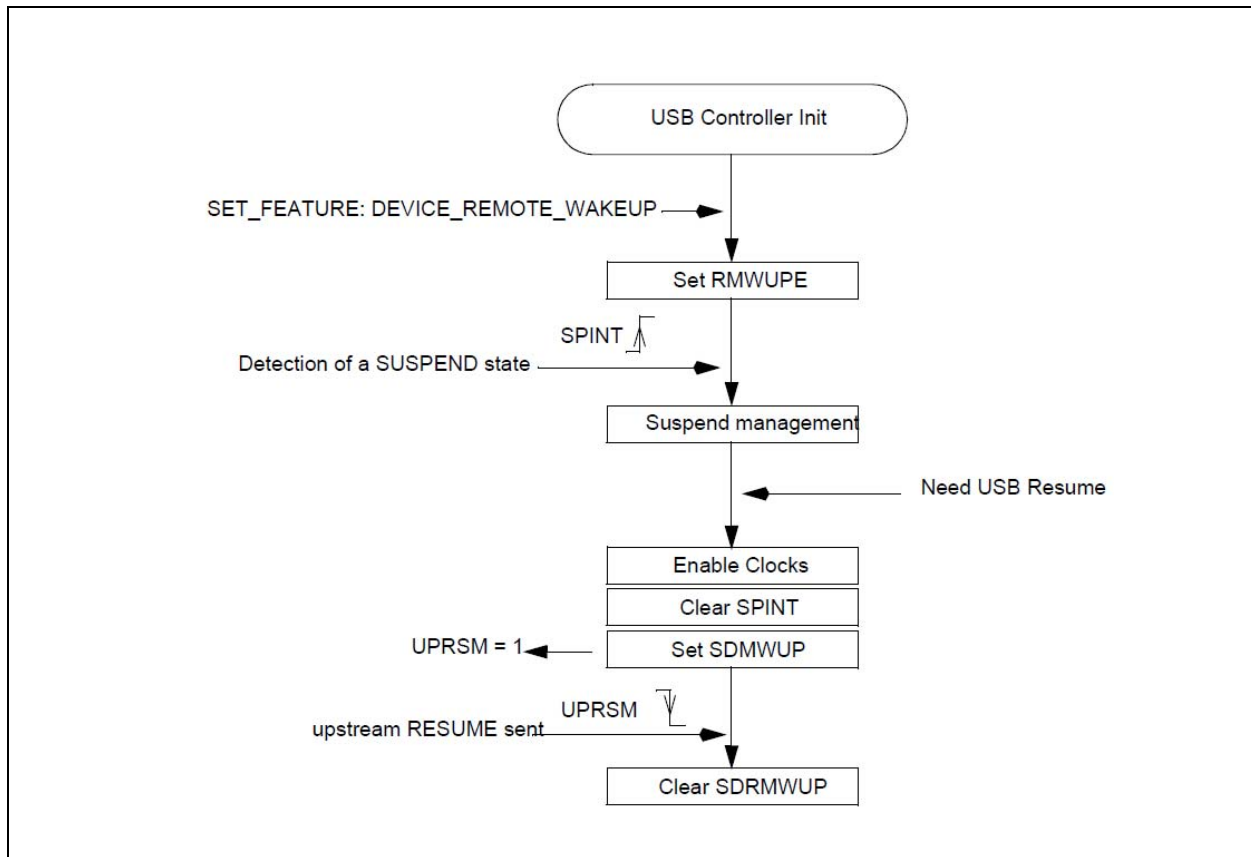 USB Controller Init
SET_FEATURE: DEVICE_REMOTE_WAKEUP
Set RMWUPE
SPINT
Detection of a SUSPEND state
Suspend management
Need USB Resume
Enable Clocks
Clear SPINT
UPRSM = 1
Set SDMWUP
UPRSM
upstream RESUME sent
Clear SDRMWUP